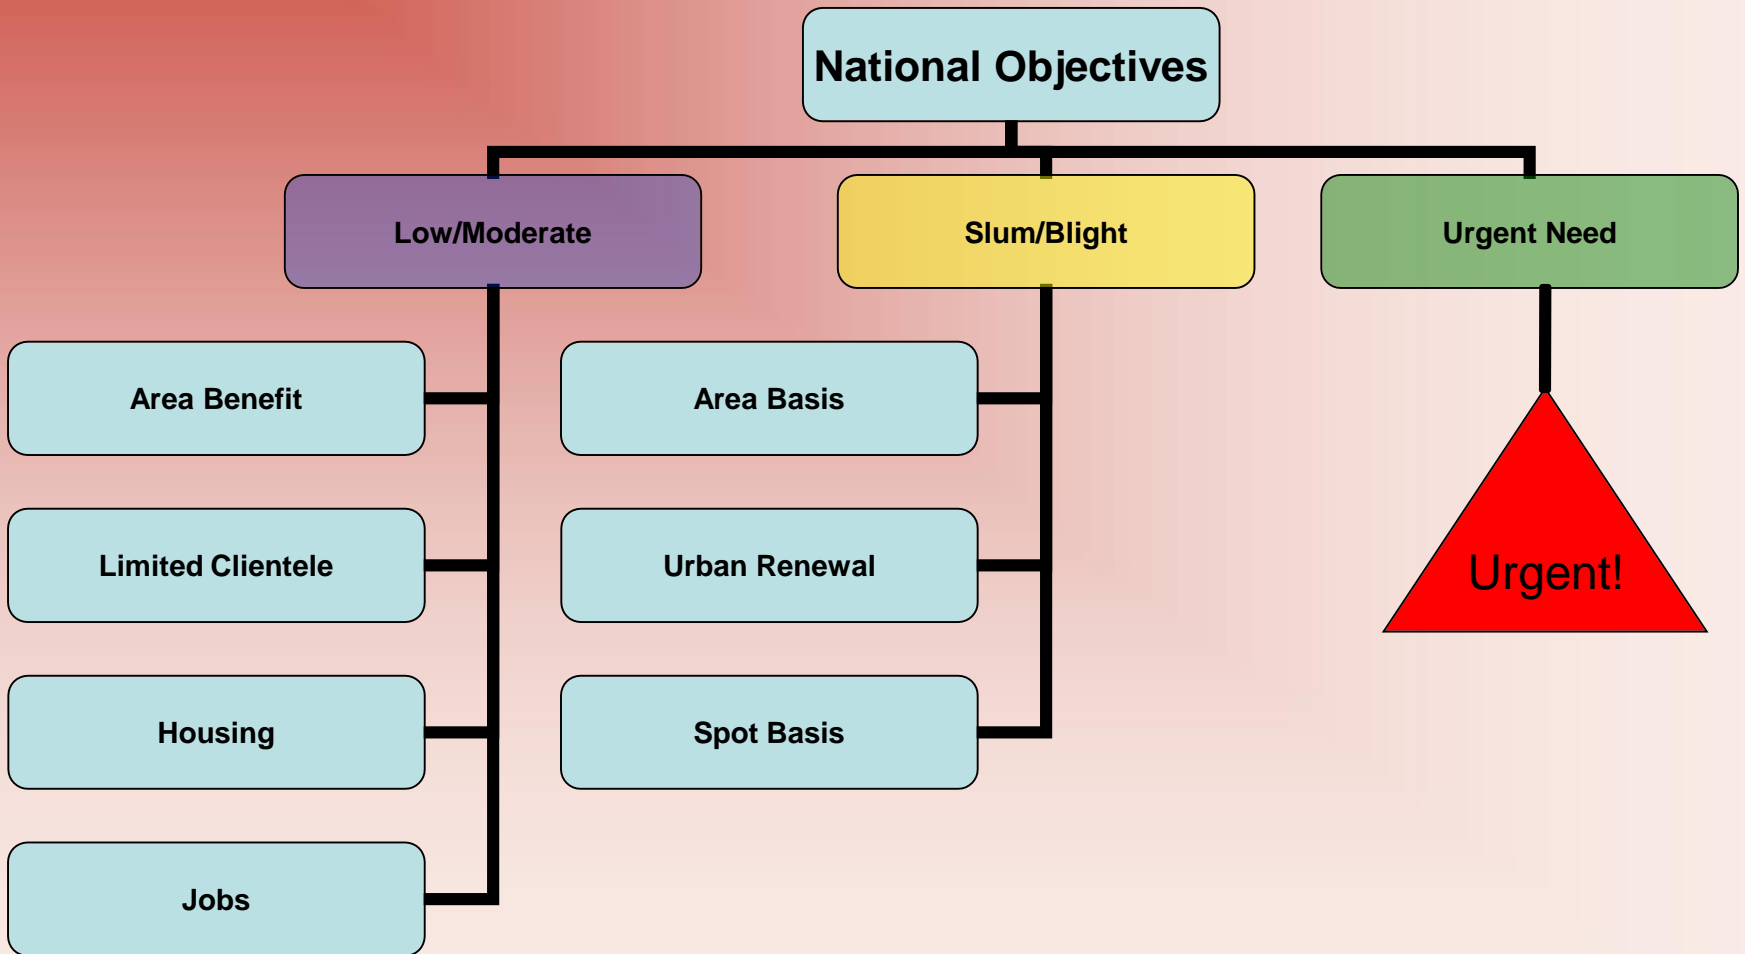 National Objectives
Low/Moderate
Slum/Blight
Urgent Need
Area Benefit
Area Basis
Limited Clientele
Urban Renewal
Urgent!
Housing
Spot Basis
Jobs